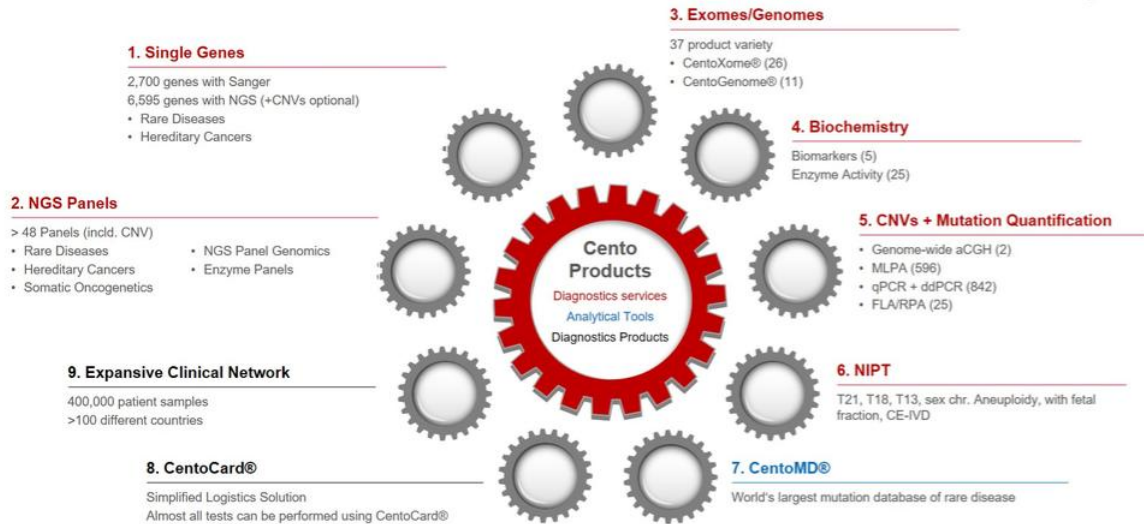 1. Single Genes
2,700 genes with Sanger
6,595 genes with NGS (+CNVs optional)
• Rare Diseases
• Hereditary Cancers
2. NGS Panels
> 48 Panels (incld. CNV)
• Rare Diseases
• Hereditary Cancers
• Somatic Oncogenetics
• NGS Panel Genomics
• Enzyme Panels
3. Exomes/Genomes
37 product variety
• CentoXome® (26)
• CentoGenome® (11)
4. Biochemistry
Biomarkers (5)
Enzyme Activity (25)
5. CNVs + Mutation Quantification
• Genome-wide aCGH (2)
• MLPA (596)
• qPCR + ddPCR (842)
• FLA/RPA (25)
6. NIPT
T21, T18, T13, sex chr. Aneuploidy, with fetal
fraction, CE-IVD
7. CentoMD®
World's largest mutation database of rare disease
8. CentoCard®
Simplified Logistics Solution
Almost all tests can be performed using CentoCard®
9. Expansive Clinical Network
400,000 patient samples
>100 different countries
Cento
Products
Diagnostics services
Analytical Tools
Diagnostics Products